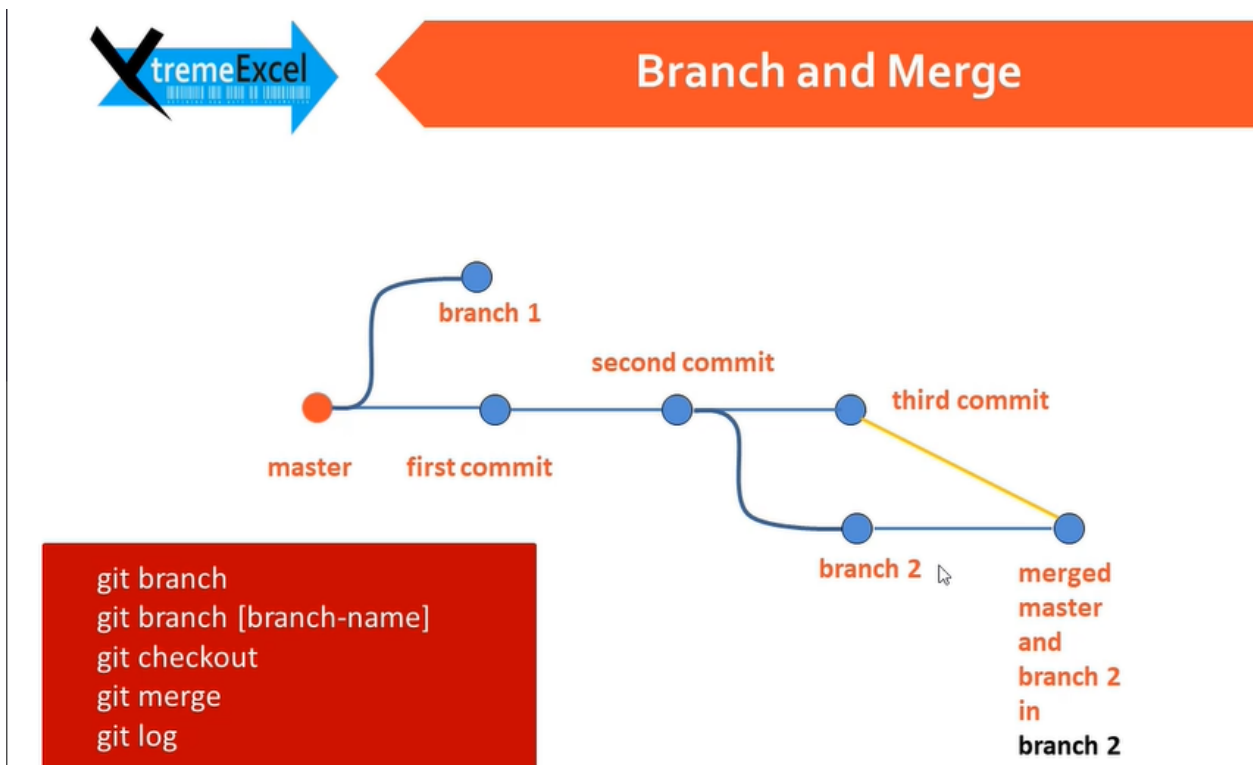 XtremeExcel
Branch and Merge
branch 1
second commit
third commit
master
first commit
branch 2
merged
master
and
branch 2
in
branch 2
git branch
git branch [branch-name]
git checkout
git merge
git log